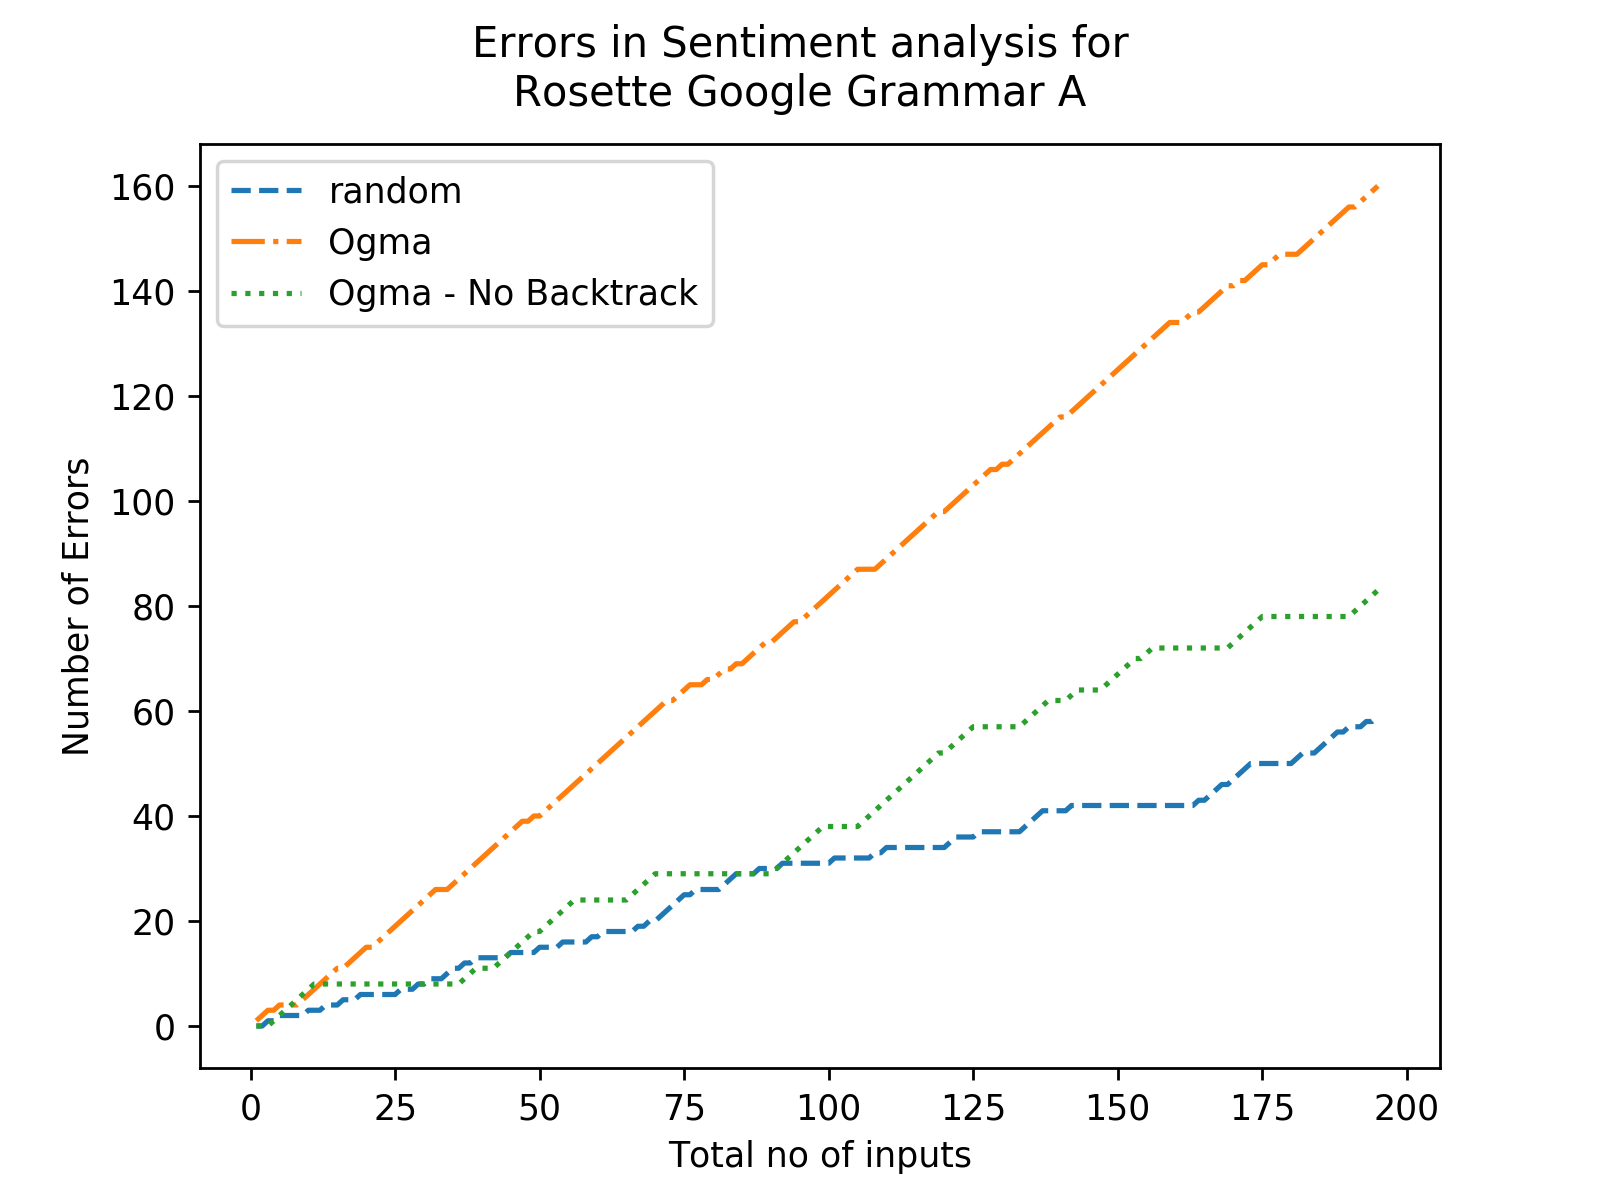 Errors in Sentiment analysis for
Rosette Google Grammar A
random
Ogma
Ogma - No Backtrack
160
140
120
100
80
60
40
20
0
Number of Errors
0 25 50 75 100 125 150 175 200
Total no of inputs